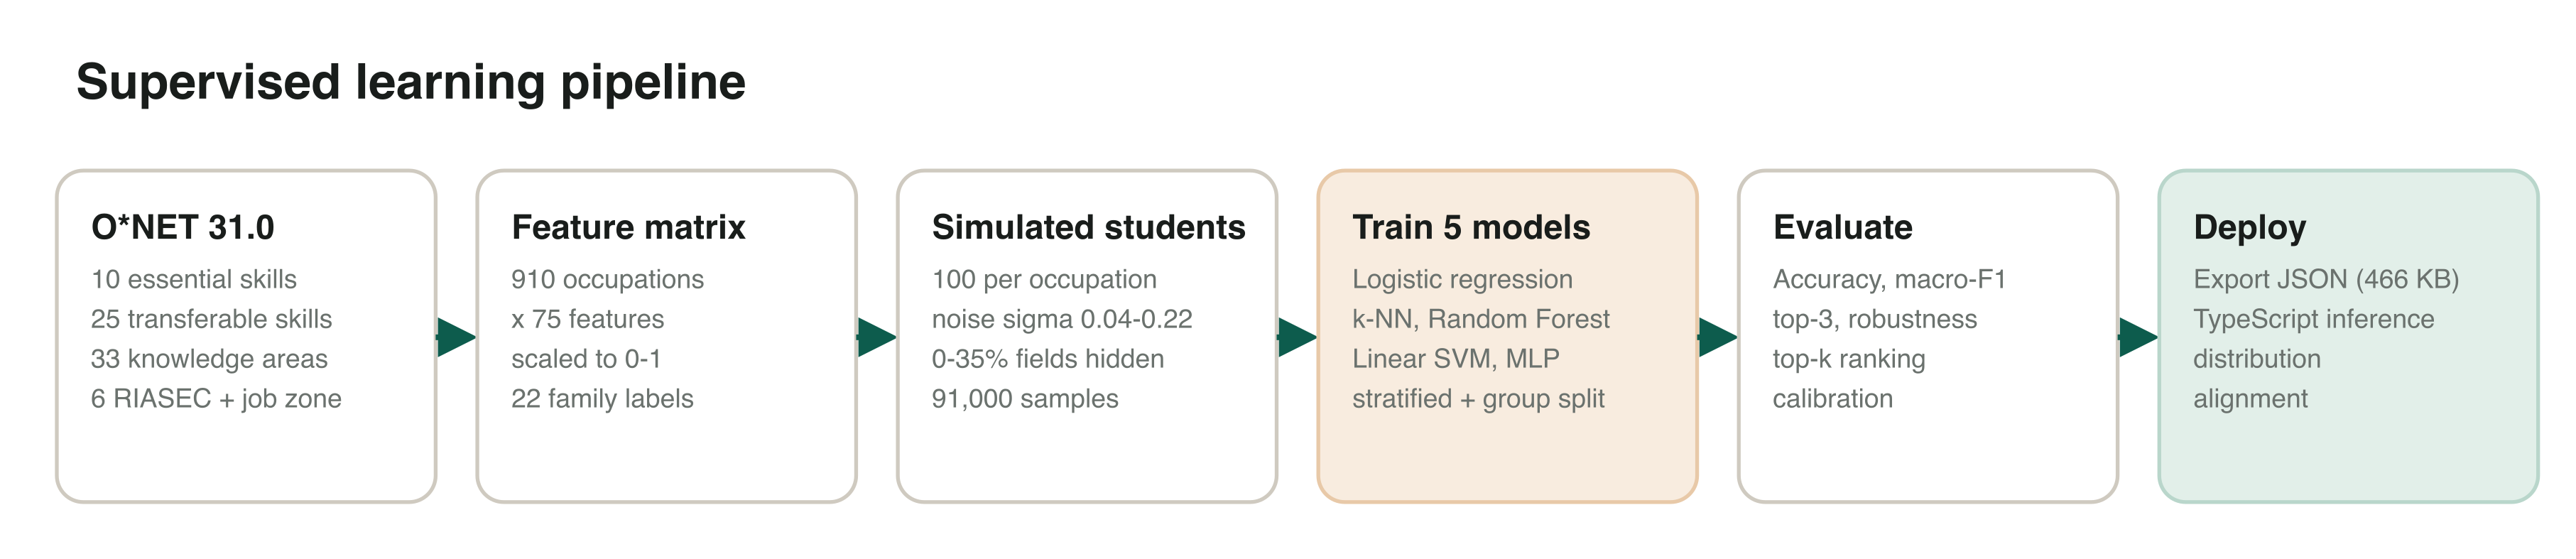 Supervised learning pipeline
O*NET 31.0
10 essential skills
25 transferable skills
33 knowledge areas
6 RIASEC + job zone
Feature matrix
910 occupations
x 75 features
scaled to 0-1
22 family labels
Simulated students
100 per occupation
noise sigma 0.04-0.22
0-35% fields hidden
91,000 samples
Train 5 models
Logistic regression
k-NN, Random Forest
Linear SVM, MLP
stratified + group split
Evaluate
Accuracy, macro-F1
top-3, robustness
top-k ranking
calibration
Deploy
Export JSON (466 KB)
TypeScript inference
distribution
alignment